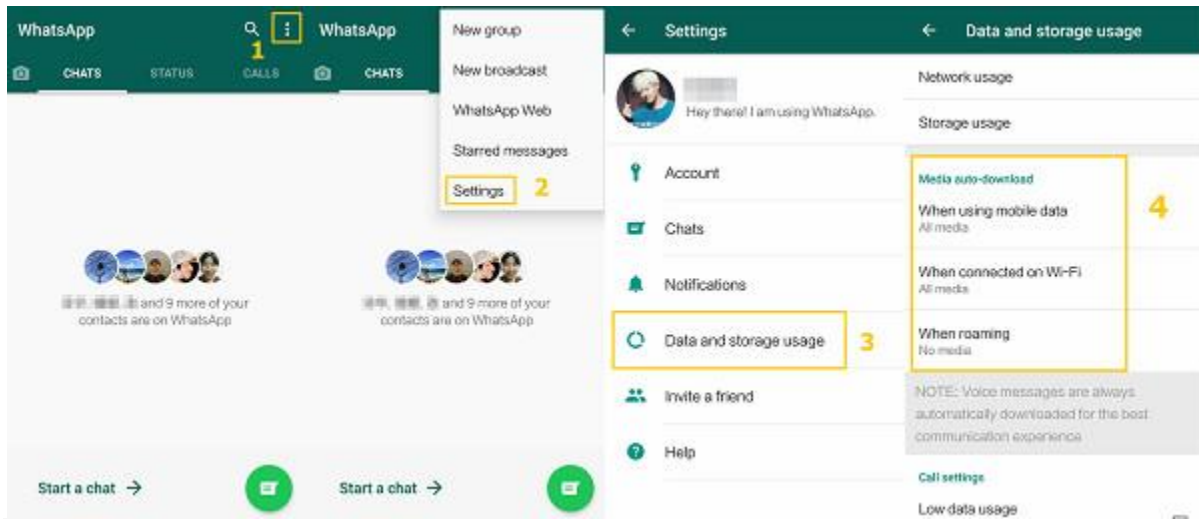 WhatsApp
1
CHATS
STATUS
CALLS
and 9 more of your
contacts are on WhatsApp
Start a chat →
WhatsApp
CHATS
New group
New broadcast
WhatsApp Web
Starred messages
Settings
2
and 9 more of your
contacts are on WhatsApp
Start a chat →
Settings
Hey there! I am using WhatsApp.
Account
Chats
Notifications
Data and storage usage
3
Invite a friend
Help
Data and storage usage
Network usage
Storage usage
Media auto-download
When using mobile data
All media
When connected on Wi-Fi
All media
When roaming
No media
4
NOTE: Voice messages are always
automatically downloaded for the best
communication experience
Call settings
Low data usage